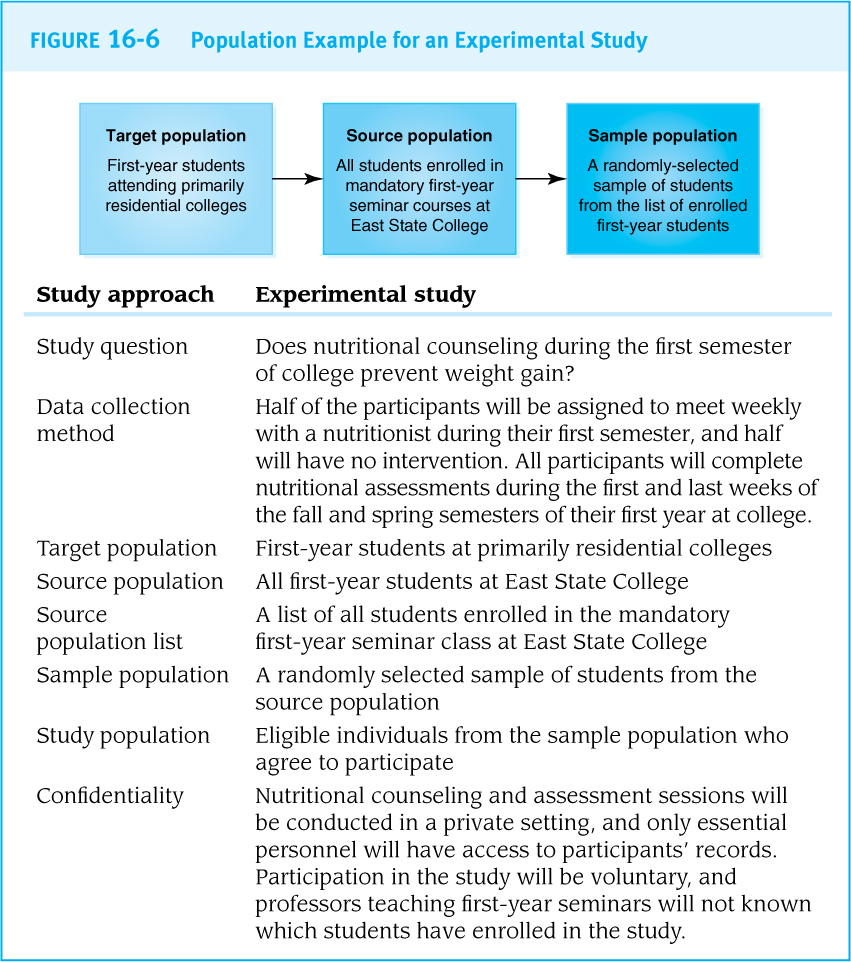 FIGURE 16-6 Population Example for an Experimental Study
Target population
First-year students
attending primarily
residential colleges
Source population
All students enrolled in
mandatory first-year
seminar courses at
East State College
Sample population
A randomly-selected
sample of students
from the list of enrolled
first-year students
Study approach Experimental study
Study question Does nutritional counseling during the first semester
of college prevent weight gain?
Data collection Half of the participants will be assigned to meet weekly
method with a nutritionist during their first semester, and half
will have no intervention. All participants will complete
nutritional assessments during the first and last weeks of
the fall and spring semesters of their first year at college.
Target population First-year students at primarily residential colleges
Source population All first-year students at East State College
Source A list of all students enrolled in the mandatory
population list first-year seminar class at East State College
Sample population A randomly selected sample of students from the
source population
Study population Eligible individuals from the sample population who
agree to participate
Confidentiality Nutritional counseling and assessment sessions will
be conducted in a private setting, and only essential
personnel will have access to participants’ records.
Participation in the study will be voluntary, and
professors teaching first-year seminars will not known
which students have enrolled in the study.